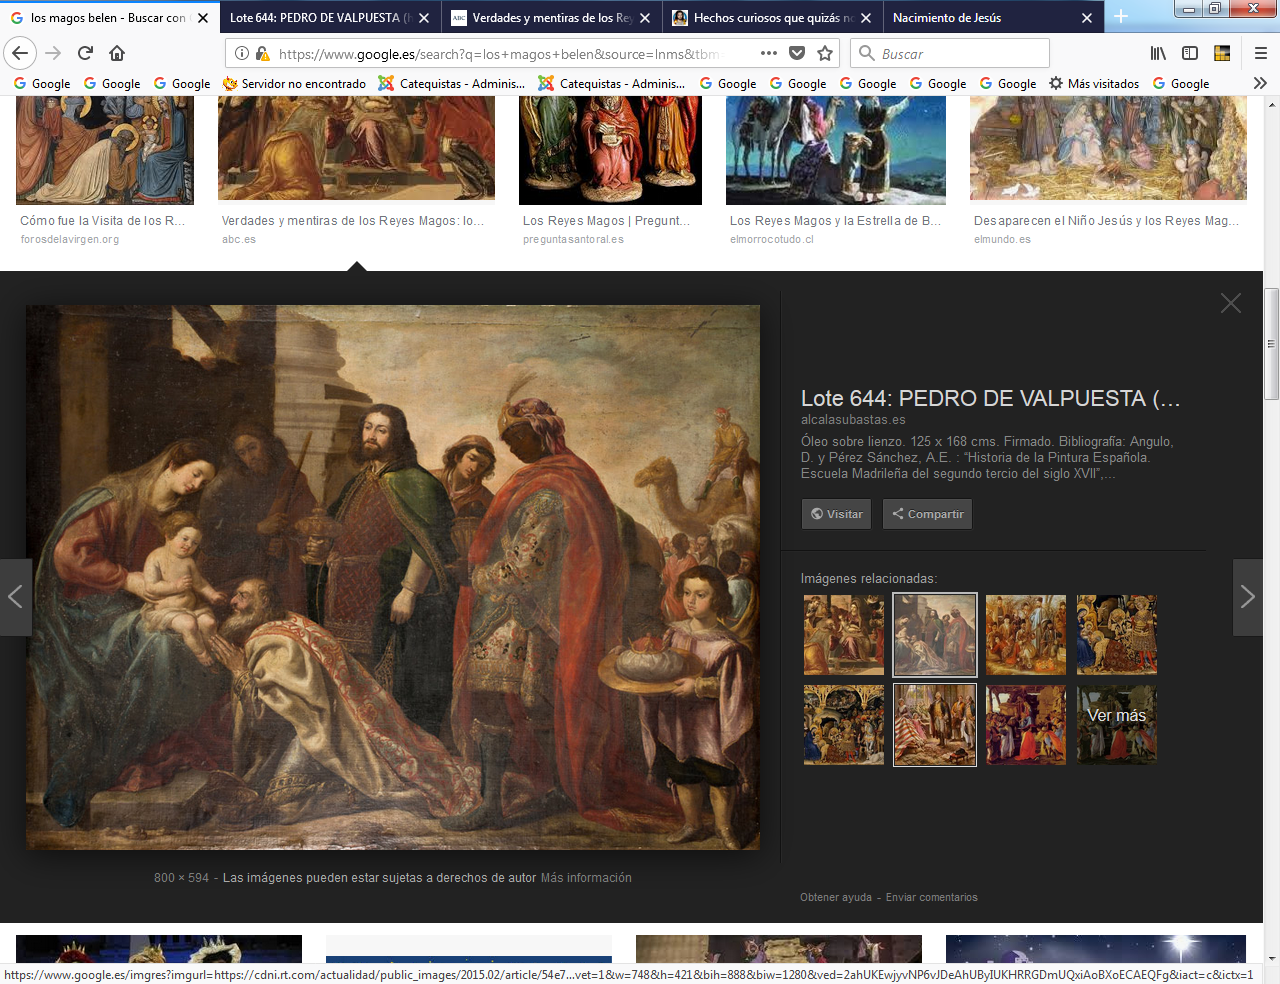 los magos belen - Buscar con
Lote 644: PEDRO DE VALPUESTA
ABC Verdades y mentiras de los Rey
Hechos curiosos que quizás no
Nacimiento de Jesús
https://www.google.es/search?q=los+magos+belen&source=lnms&tbm
Buscar
Google Google Google Servidor no encontrado Catequistas - Adminis... Catequistas - Adminis... Google Google Google Google Google Más visitados Google
Cómo fue la Visita de los R...
forosdelavirgen.org
Verdades y mentiras de los Reyes Magos: lo...
abc.es
Los Reyes Magos | Pregunt...
preguntasantoral.es
Los Reyes Magos y la Estrella de B...
elmorrocotudo.cl
Desaparecen el Niño Jesús y los Reyes Mag...
elmundo.es
Lote 644: PEDRO DE VALPUESTA (...
alcalasubastas.es
Óleo sobre lienzo. 125 x 168 cms. Firmado. Bibliografía: Angulo,
D. y Pérez Sánchez, A.E. : “Historia de la Pintura Española.
Escuela Madrileña del segundo tercio del siglo XVII”,...
Visitar Compartir
Imágenes relacionadas:
Ver más
800 × 594 - Las imágenes pueden estar sujetas a derechos de autor Más información
Obtener ayuda - Enviar comentarios
https://www.google.es/imgres?imgurl=https://cdni.rt.com/actualidad/public_images/2015.02/article/54e7...vet=1&w=748&h=421&bih=888&biw=1280&ved=2ahUKEwjyvNP6vJDeAhUByIUKHRRGDmUQxiAoBXoECAEQFg&iact=c&ictx=1